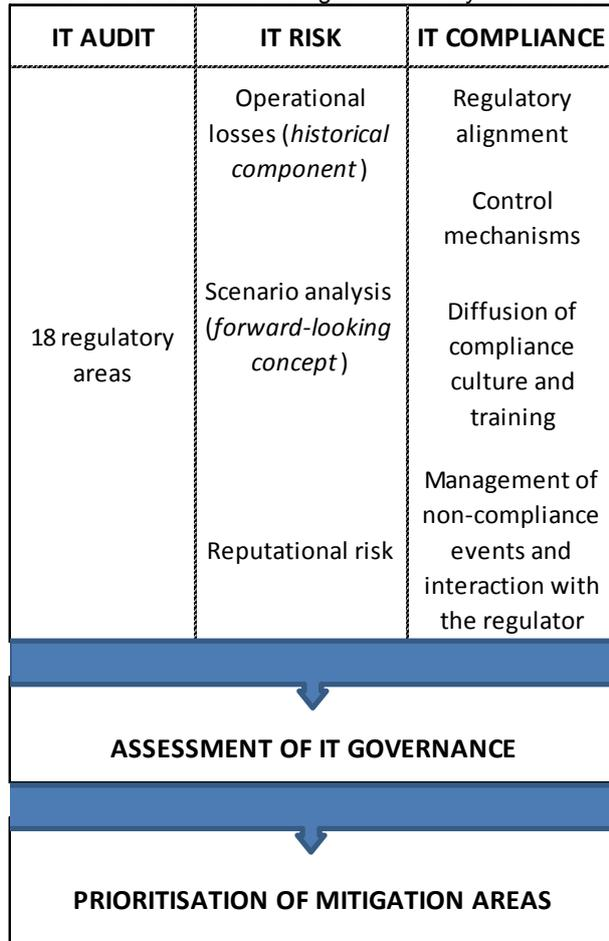 IT AUDIT
IT RISK
IT COMPLIANCE
18 regulatory
areas
Operational
losses (historical
component)
Scenario analysis
(forward-looking
concept)
Reputational risk
Regulatory
alignment
Control
mechanisms
Diffusion of
compliance
culture and
training
Management of
non-compliance
events and
interaction with
the regulator
ASSESSMENT OF IT GOVERNANCE
PRIORITISATION OF MITIGATION AREAS